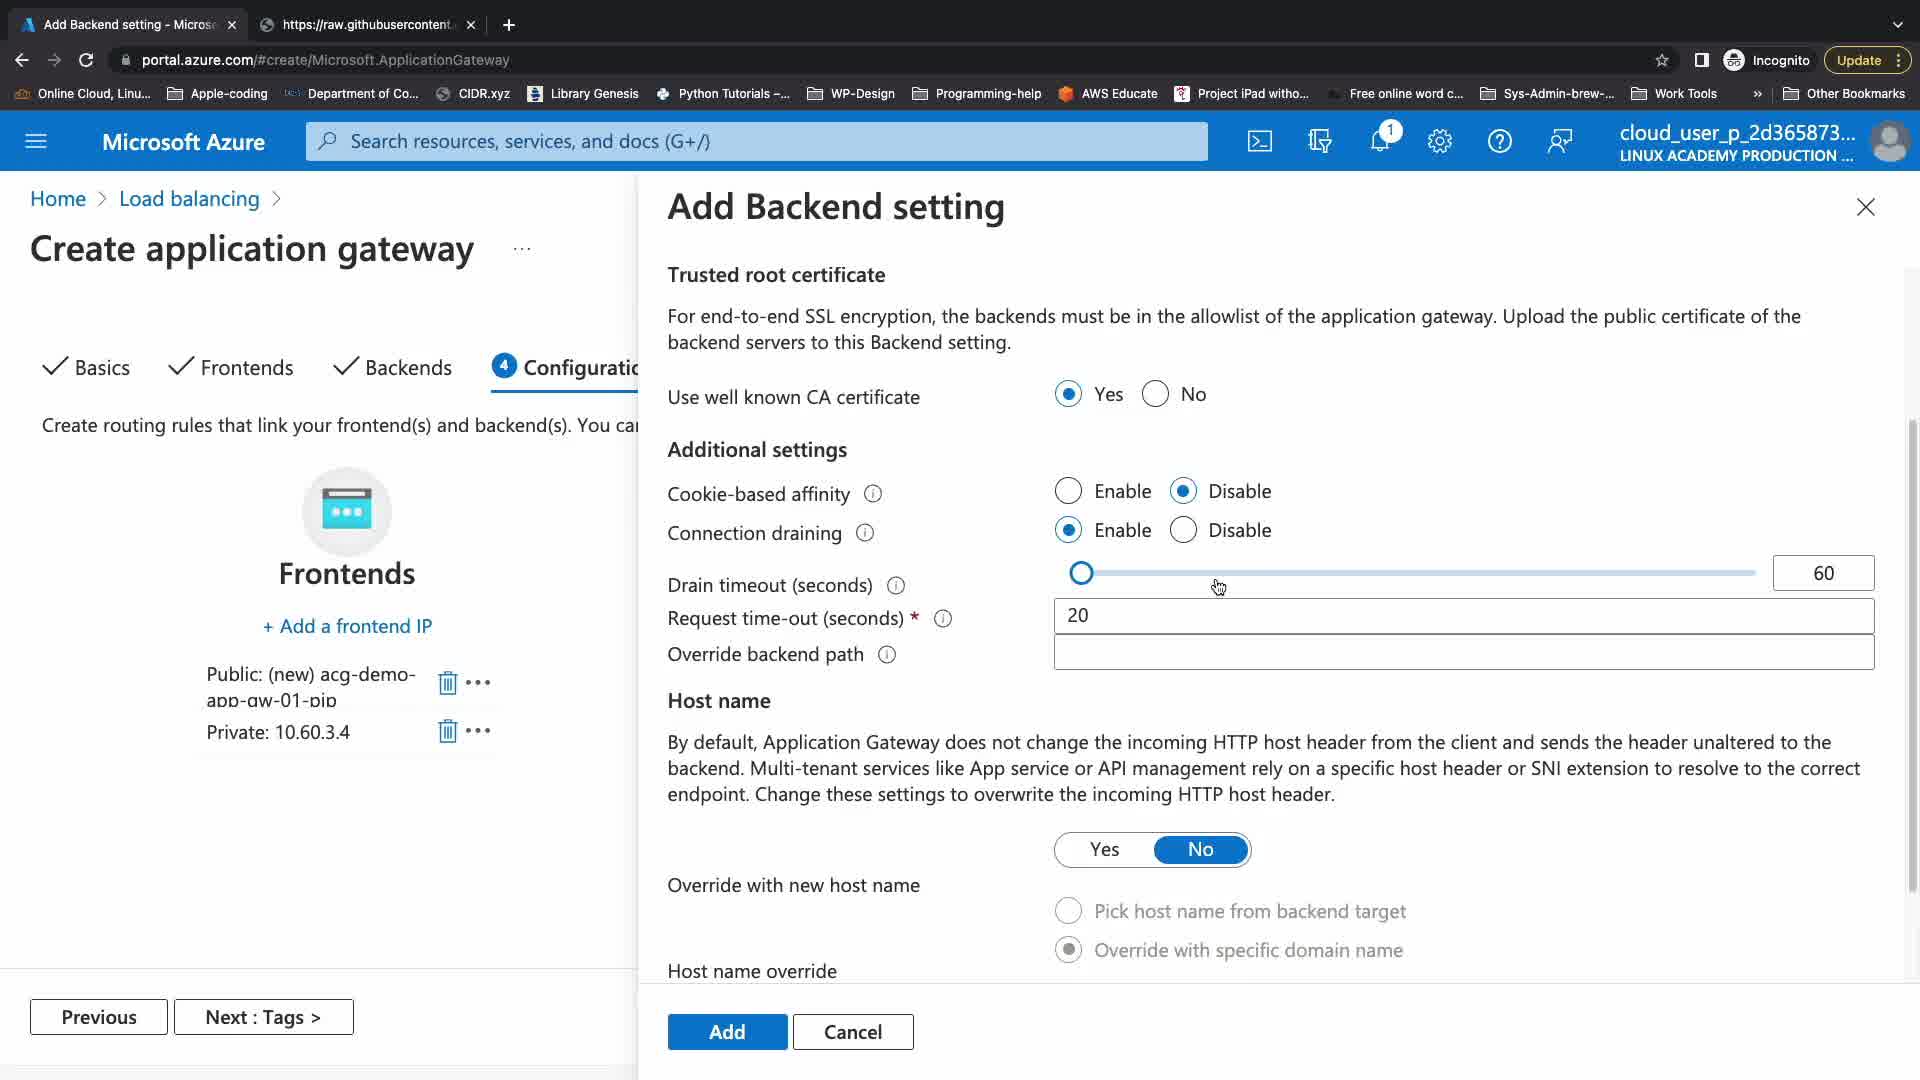 Add Backend setting - Microso
https://raw.githubusercontent.
portal.azure.com/#create/Microsoft.ApplicationGateway
Incognito
Update
Online Cloud, Linu...
Apple-coding
Department of Co...
CIDR.xyz
Library Genesis
Python Tutorials –...
WP-Design
Programming-help
AWS Educate
Project iPad witho...
Free online word c...
Sys-Admin-brew-...
Work Tools
»
Other Bookmarks
Microsoft Azure
Search resources, services, and docs (G+/)
1
cloud_user_p_2d365873...
LINUX ACADEMY PRODUCTION ...
Home > Load balancing >
Create application gateway ...
Basics
Frontends
Backends
4 Configuratio
Create routing rules that link your frontend(s) and backend(s). You can
Frontends
+ Add a frontend IP
Public: (new) acg-demo-
app-gw-01-pip
Private: 10.60.3.4
Previous
Next : Tags >
Add Backend setting
Trusted root certificate
For end-to-end SSL encryption, the backends must be in the allowlist of the application gateway. Upload the public certificate of the
backend servers to this Backend setting.
Use well known CA certificate
Yes No
Additional settings
Cookie-based affinity
Enable Disable
Connection draining
Enable Disable
Drain timeout (seconds)
60
Request time-out (seconds) *
20
Override backend path
Host name
By default, Application Gateway does not change the incoming HTTP host header from the client and sends the header unaltered to the
backend. Multi-tenant services like App service or API management rely on a specific host header or SNI extension to resolve to the correct
endpoint. Change these settings to overwrite the incoming HTTP host header.
Yes No
Override with new host name
Pick host name from backend target
Override with specific domain name
Host name override
Add
Cancel